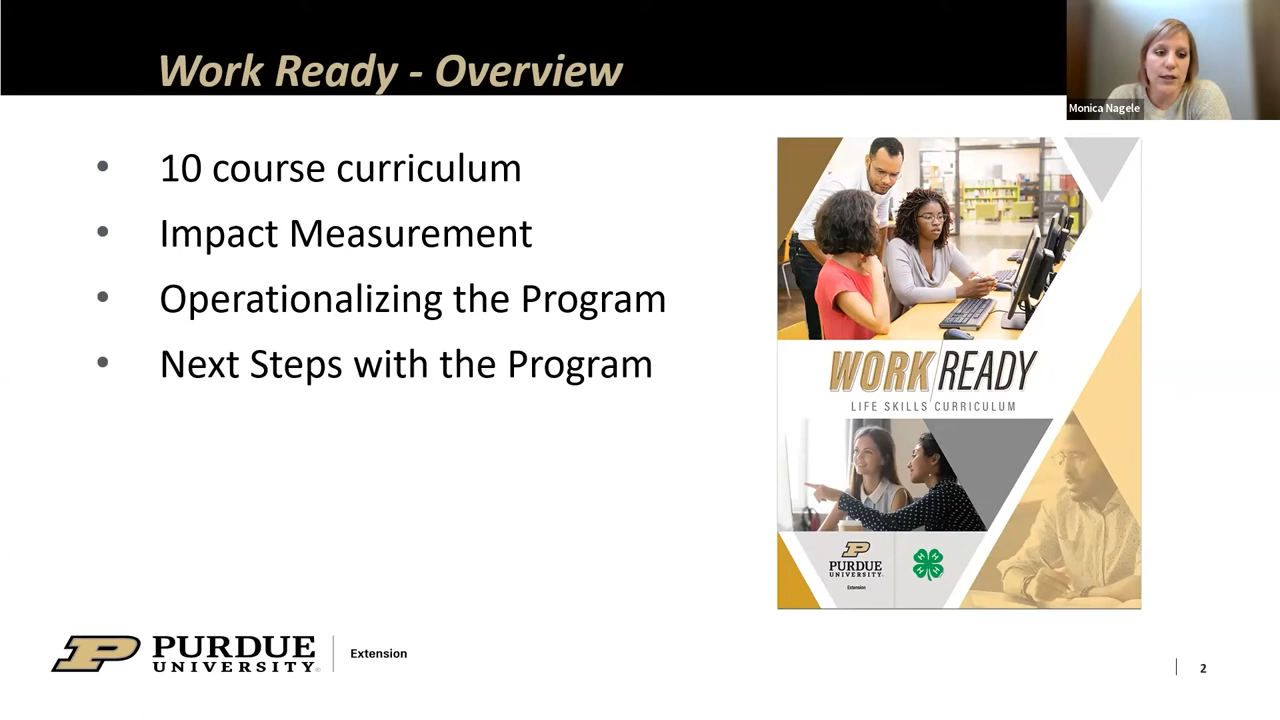 Work Ready - Overview
Monica Nagele
• 10 course curriculum
• Impact Measurement
• Operationalizing the Program
• Next Steps with the Program
WORK/READY
LIFE SKILLS CURRICULUM
P
PURDUE
UNIVERSITY®
Extension
H H H H
P PURDUE
UNIVERSITY®
Extension
2